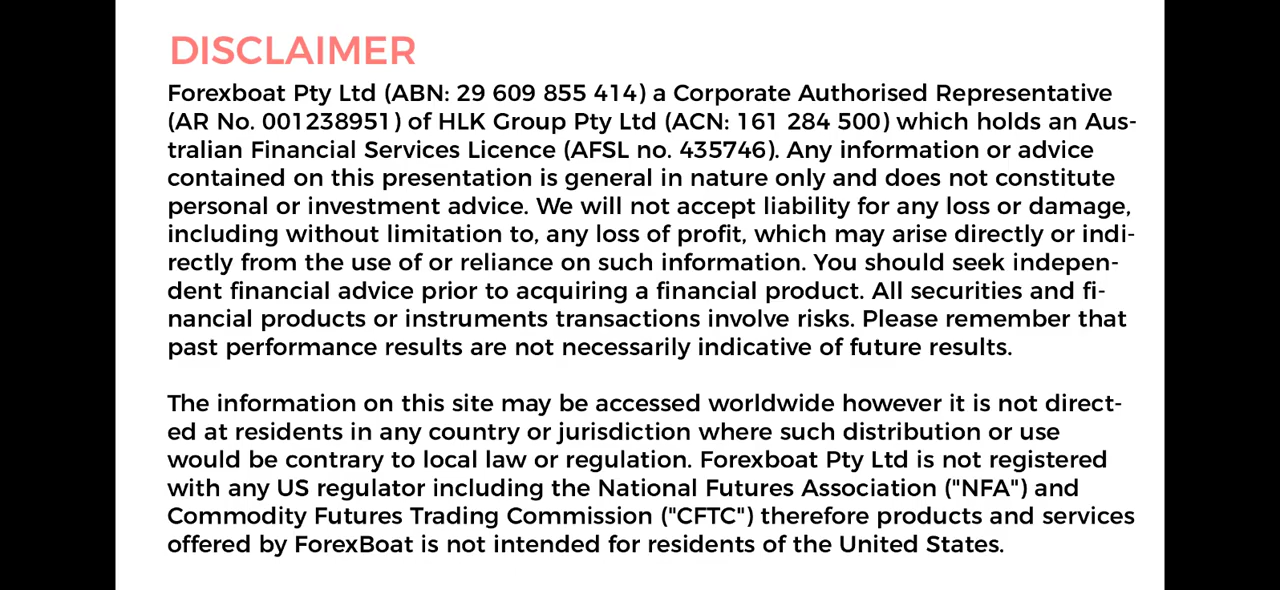 DISCLAIMER
Forexboat Pty Ltd (ABN: 29 609 855 414) a Corporate Authorised Representative
(AR No. 001238951) of HLK Group Pty Ltd (ACN: 161 284 500) which holds an Aus-
tralian Financial Services Licence (AFSL no. 435746). Any information or advice
contained on this presentation is general in nature only and does not constitute
personal or investment advice. We will not accept liability for any loss or damage,
including without limitation to, any loss of profit, which may arise directly or indi-
rectly from the use of or reliance on such information. You should seek indepen-
dent financial advice prior to acquiring a financial product. All securities and fi-
nancial products or instruments transactions involve risks. Please remember that
past performance results are not necessarily indicative of future results.
The information on this site may be accessed worldwide however it is not direct-
ed at residents in any country or jurisdiction where such distribution or use
would be contrary to local law or regulation. Forexboat Pty Ltd is not registered
with any US regulator including the National Futures Association ("NFA") and
Commodity Futures Trading Commission ("CFTC") therefore products and services
offered by ForexBoat is not intended for residents of the United States.